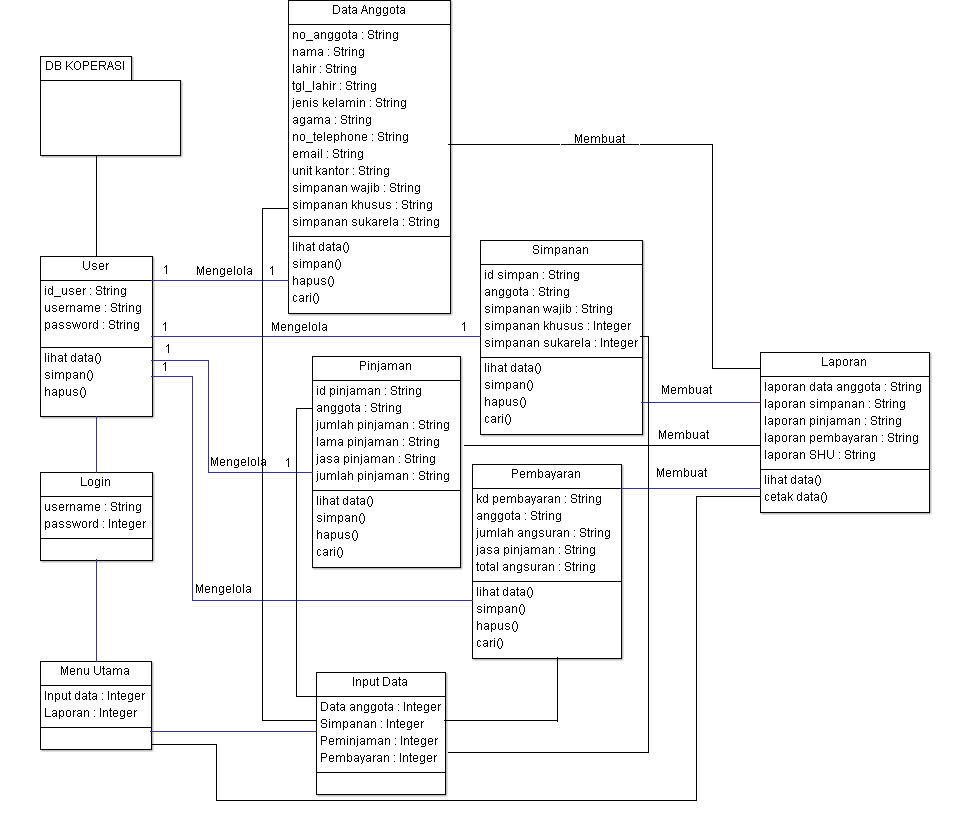 Data Anggota
no_anggota : String
nama : String
lahir : String
tgl_lahir : String
jenis kelamin : String
agama : String
no_telephone : String
email : String
unit kantor : String
simpanan wajib : String
simpanan khusus : String
simpanan sukarela : String
lihat data()
simpan()
hapus()
cari()
DB KOPERASI
Membuat
User
id_user : String
username : String
password : String
lihat data()
simpan()
hapus()
1
Mengelola
1
1
Mengelola
1
1
1
Simpanan
id simpan : String
anggota : String
simpanan wajib : String
simpanan khusus : Integer
simpanan sukarela : Integer
lihat data()
simpan()
hapus()
cari()
Pinjaman
id pinjaman : String
anggota : String
jumlah pinjaman : String
lama pinjaman : String
jasa pinjaman : String
jumlah pinjaman : String
lihat data()
simpan()
hapus()
cari()
Mengelola
1
Laporan
laporan data anggota : String
laporan simpanan : String
laporan pinjaman : String
laporan pembayaran : String
laporan SHU : String
lihat data()
cetak data()
Membuat
Membuat
Membuat
Login
username : String
password : Integer
Pembayaran
kd pembayaran : String
anggota : String
jumlah angsuran : String
jasa pinjaman : String
total angsuran : String
lihat data()
simpan()
hapus()
cari()
Mengelola
Menu Utama
Input data : Integer
Laporan : Integer
Input Data
Data anggota : Integer
Simpanan : Integer
Peminjaman : Integer
Pembayaran : Integer